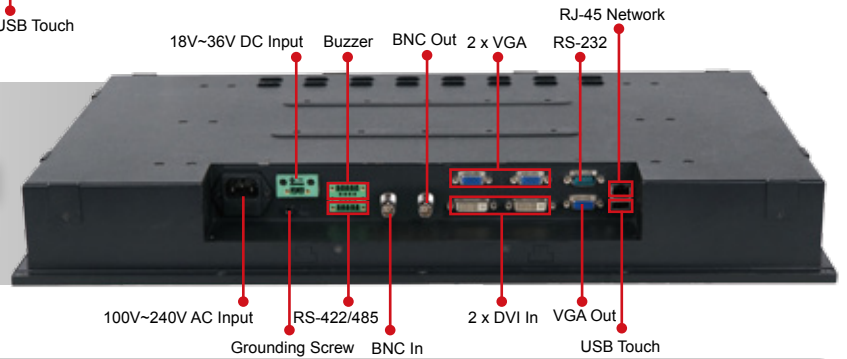 USB Touch
RJ-45 Network
18V~36V DC Input
Buzzer
BNC Out
2 x VGA
RS-232
100V~240V AC Input
RS-422/485
2 x DVI In
VGA Out
Grounding Screw
BNC In
USB Touch